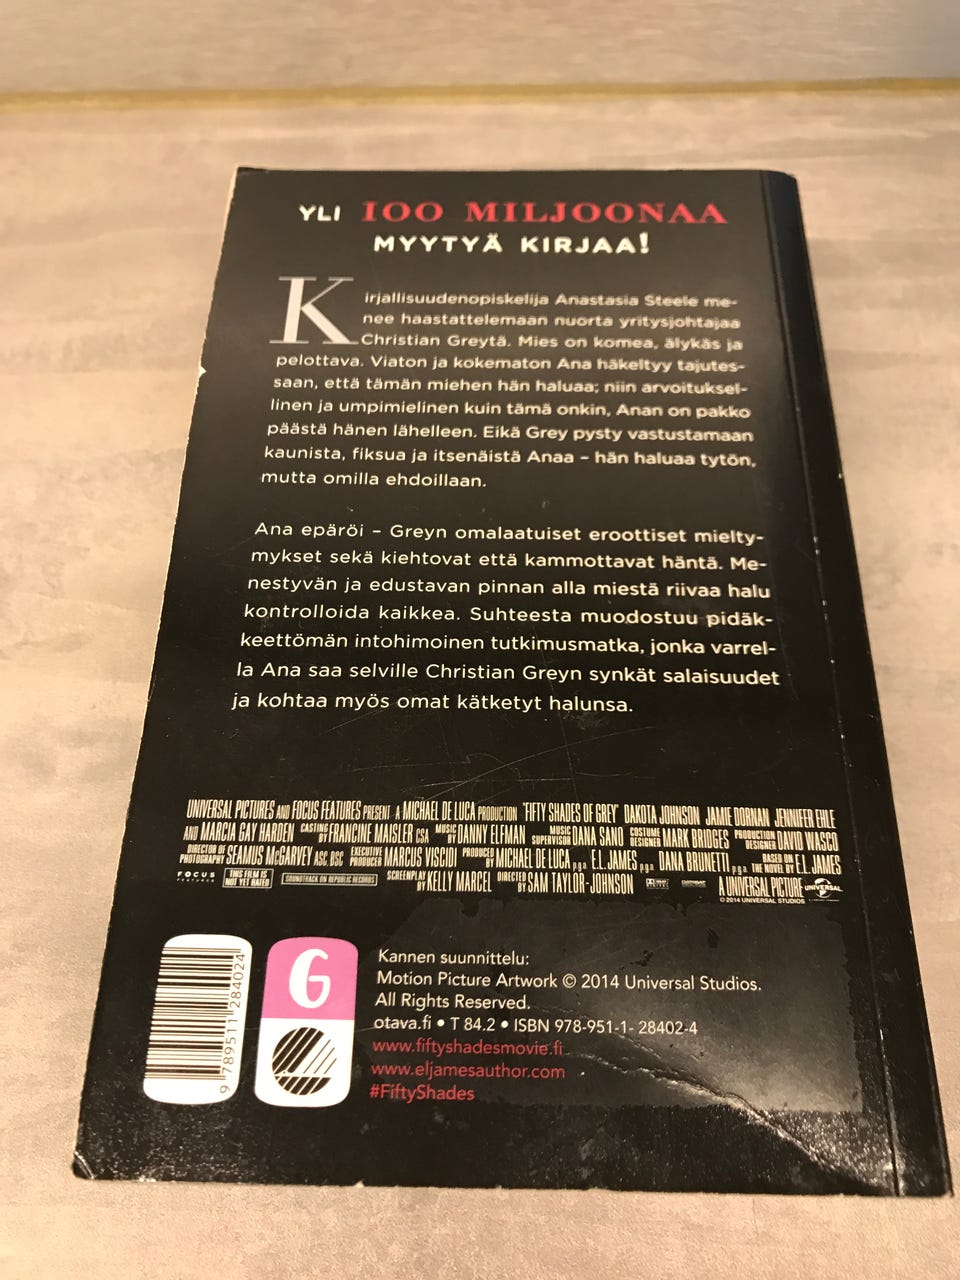 YLI 100 MILJOONAA
MYYTYÄ KIRJAA!
Kirjallisuudenopiskelija Anastasia Steele me-
nee haastattelemaan nuorta yritysjohtajaa
Christian Greytä. Mies on komea, älykäs ja
pelottava. Viaton ja kokematon Ana häkeltyy tajutes-
saan, että tämän miehen hän haluaa; niin arvoituksel-
linen ja umpimielinen kuin tämä onkin, Anan on pakko
päästä hänen lähelleen. Eikä Grey pysty vastustamaan
kaunista, fiksua ja itsenäistä Anaa – hän haluaa tytön,
mutta omilla ehdoillaan.
Ana epäröi – Greyn omalaatuiset eroottiset mielty-
mykset sekä kiehtovat että kammottavat häntä. Me-
nestyvän ja edustavan pinnan alla miestä riivaa halu
kontrolloida kaikkea. Suhteesta muodostuu pidäk-
keettömän intohimoinen tutkimusmatka, jonka varrel-
la Ana saa selville Christian Greyn synkät salaisuudet
ja kohtaa myös omat kätketyt halunsa.
UNIVERSAL PICTURES AND FOCUS FEATURES PRESENT A MICHAEL DE LUCA PRODUCTION "FIFTY SHADES OF GREY" DAKOTA JOHNSON JAMIE DORNAN JENNIFER EHLE
AND MARCIA GAY HARDEN CASTING BY FRANCINE MAISLER CSA MUSIC BY DANNY ELFMAN MUSIC SUPERVISOR DANA SANO COSTUME DESIGNER MARK BRIDGES PRODUCTION DESIGNER DAVID WASCO
DIRECTOR OF PHOTOGRAPHY SEAMUS McGARVEY ASC, BSC EXECUTIVE PRODUCER MARCUS VISCIDI PRODUCED BY MICHAEL DE LUCA p.g.a. E.L. JAMES p.g.a. DANA BRUNETTI p.g.a. BASED ON THE NOVEL BY E.L. JAMES
FOCUS FEATURES THIS FILM IS NOT YET RATED SOUNDTRACK ON REPUBLIC RECORDS SCREENPLAY BY KELLY MARCEL DIRECTED BY SAM TAYLOR-JOHNSON A UNIVERSAL PICTURE UNIVERSAL
© 2014 UNIVERSAL STUDIOS
9 789511 284024
G
Kannen suunnittelu:
Motion Picture Artwork © 2014 Universal Studios.
All Rights Reserved.
otava.fi • T 84.2 • ISBN 978-951-1- 28402-4
www.fiftyshadesmovie.fi
www.eljamesauthor.com
#FiftyShades